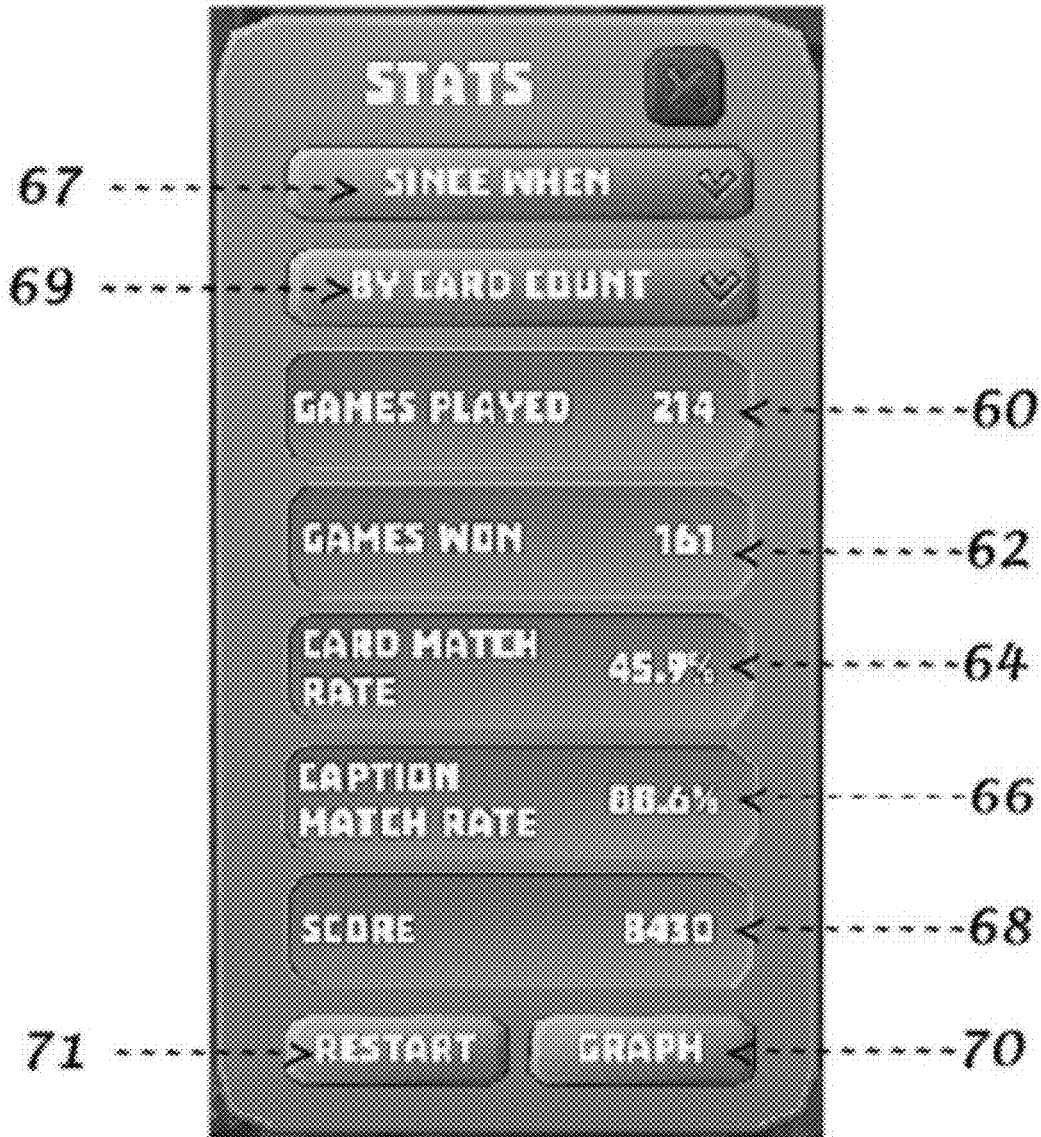 STATS
67 SINCE WHEN
69 BY CARD COUNT
GAMES PLAYED 214 60
GAMES WON 161 62
CARD MATCH
RATE
45.9% 64
CAPTION
MATCH RATE
88.6% 66
SCORE 8430 68
71 RESTART GRAPH 70